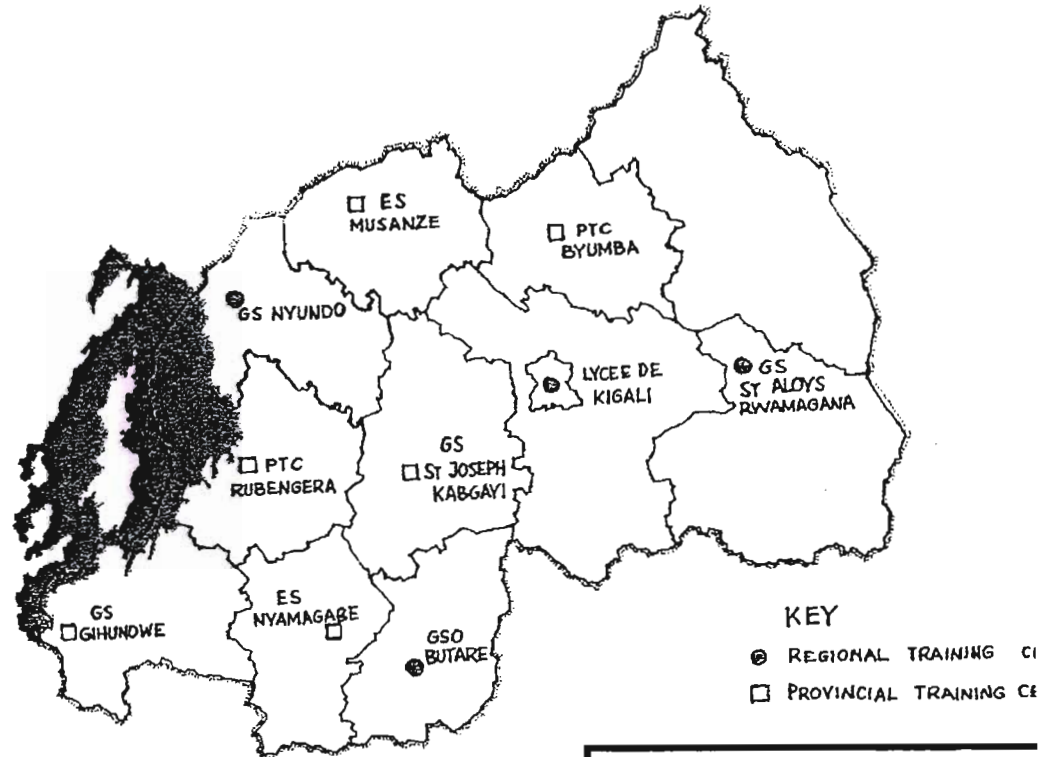 ES
MUSANZE
PTC
BYUMBA
GS NYUNDO
LYCEE DE
KIGALI
GS
ST ALOYS
RWAMAGANA
GS
ST JOSEPH
KABGAYI
PTC
RUBENGERA
GS
GIHUNDWE
ES
NYAMAGABE
GSO
BUTARE
KEY
REGIONAL TRAINING
PROVINCIAL TRAINING CE